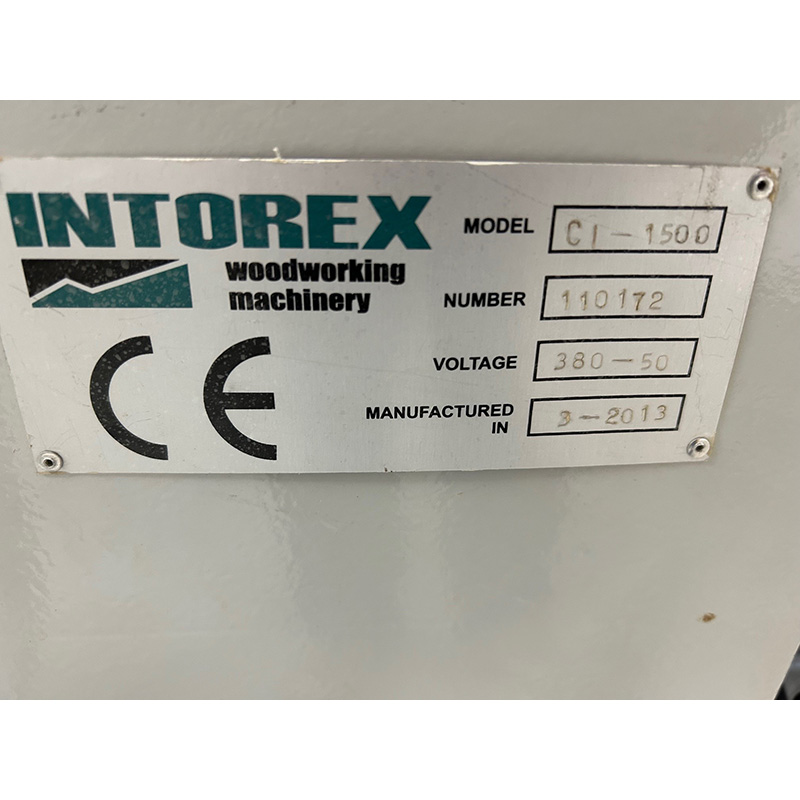 INTOREX
woodworking
machinery
CE
MODEL CI-1500
NUMBER 110172
VOLTAGE 380-50
MANUFACTURED
IN 3-2013